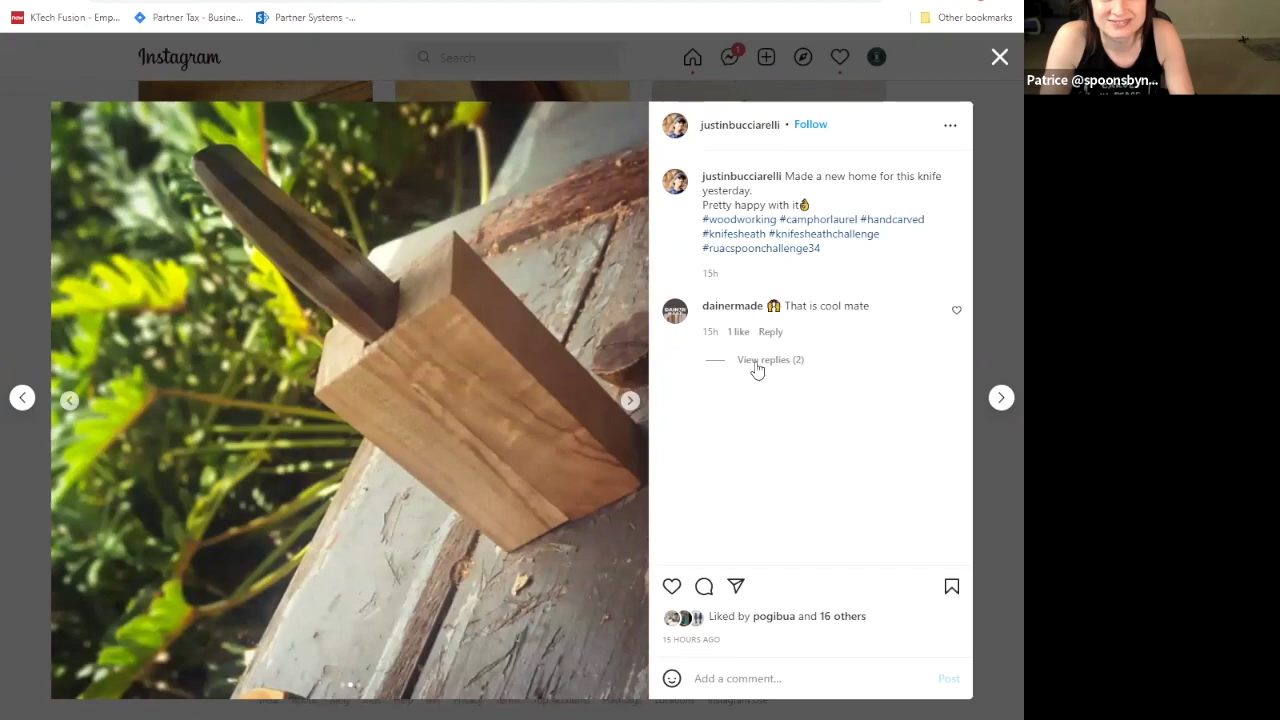 KTech Fusion - Emp...
Partner Tax - Busine...
Partner Systems -...
Other bookmarks
Instagram
Search
1
Patrice @spoonsbyn...
justinbucciarelli • Follow
justinbucciarelli Made a new home for this knife
yesterday.
Pretty happy with it👌
#woodworking #camphorlaurel #handcarved
#knifesheath #knifesheathchallenge
#ruacspoonchallenge34
15h
dainermade 🙌 That is cool mate
15h 1 like Reply
View replies (2)
Liked by pogibua and 16 others
15 HOURS AGO
Add a comment...
Post